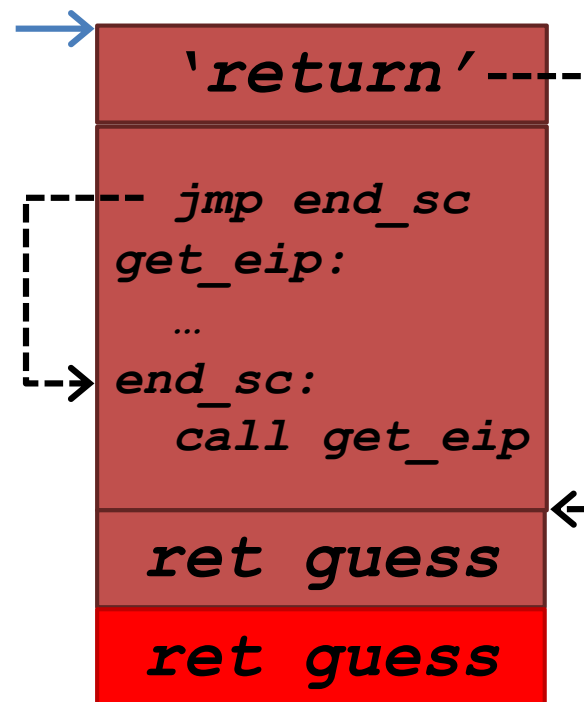 ‘return’
jmp end_sc
get_eip:
…
end_sc:
call get_eip
ret guess
ret guess